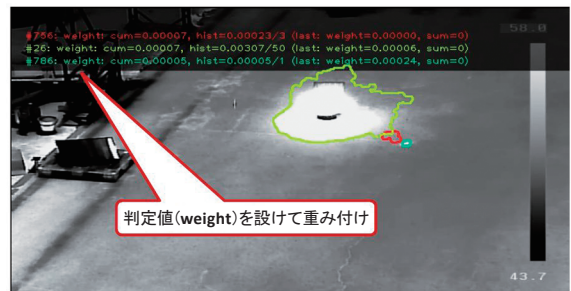 #756: weight: cum=0.00007, hist=0.00023/3 (last: weight=0.00000, sum=0)
#26: weight: cum=0.00007, hist=0.00307/50 (last: weight=0.00006, sum=0)
#786: weight: cum=0.00005, hist=0.00005/1 (last: weight=0.00024, sum=0)
58.0
判定値(weight)を設けて重み付け
43.7